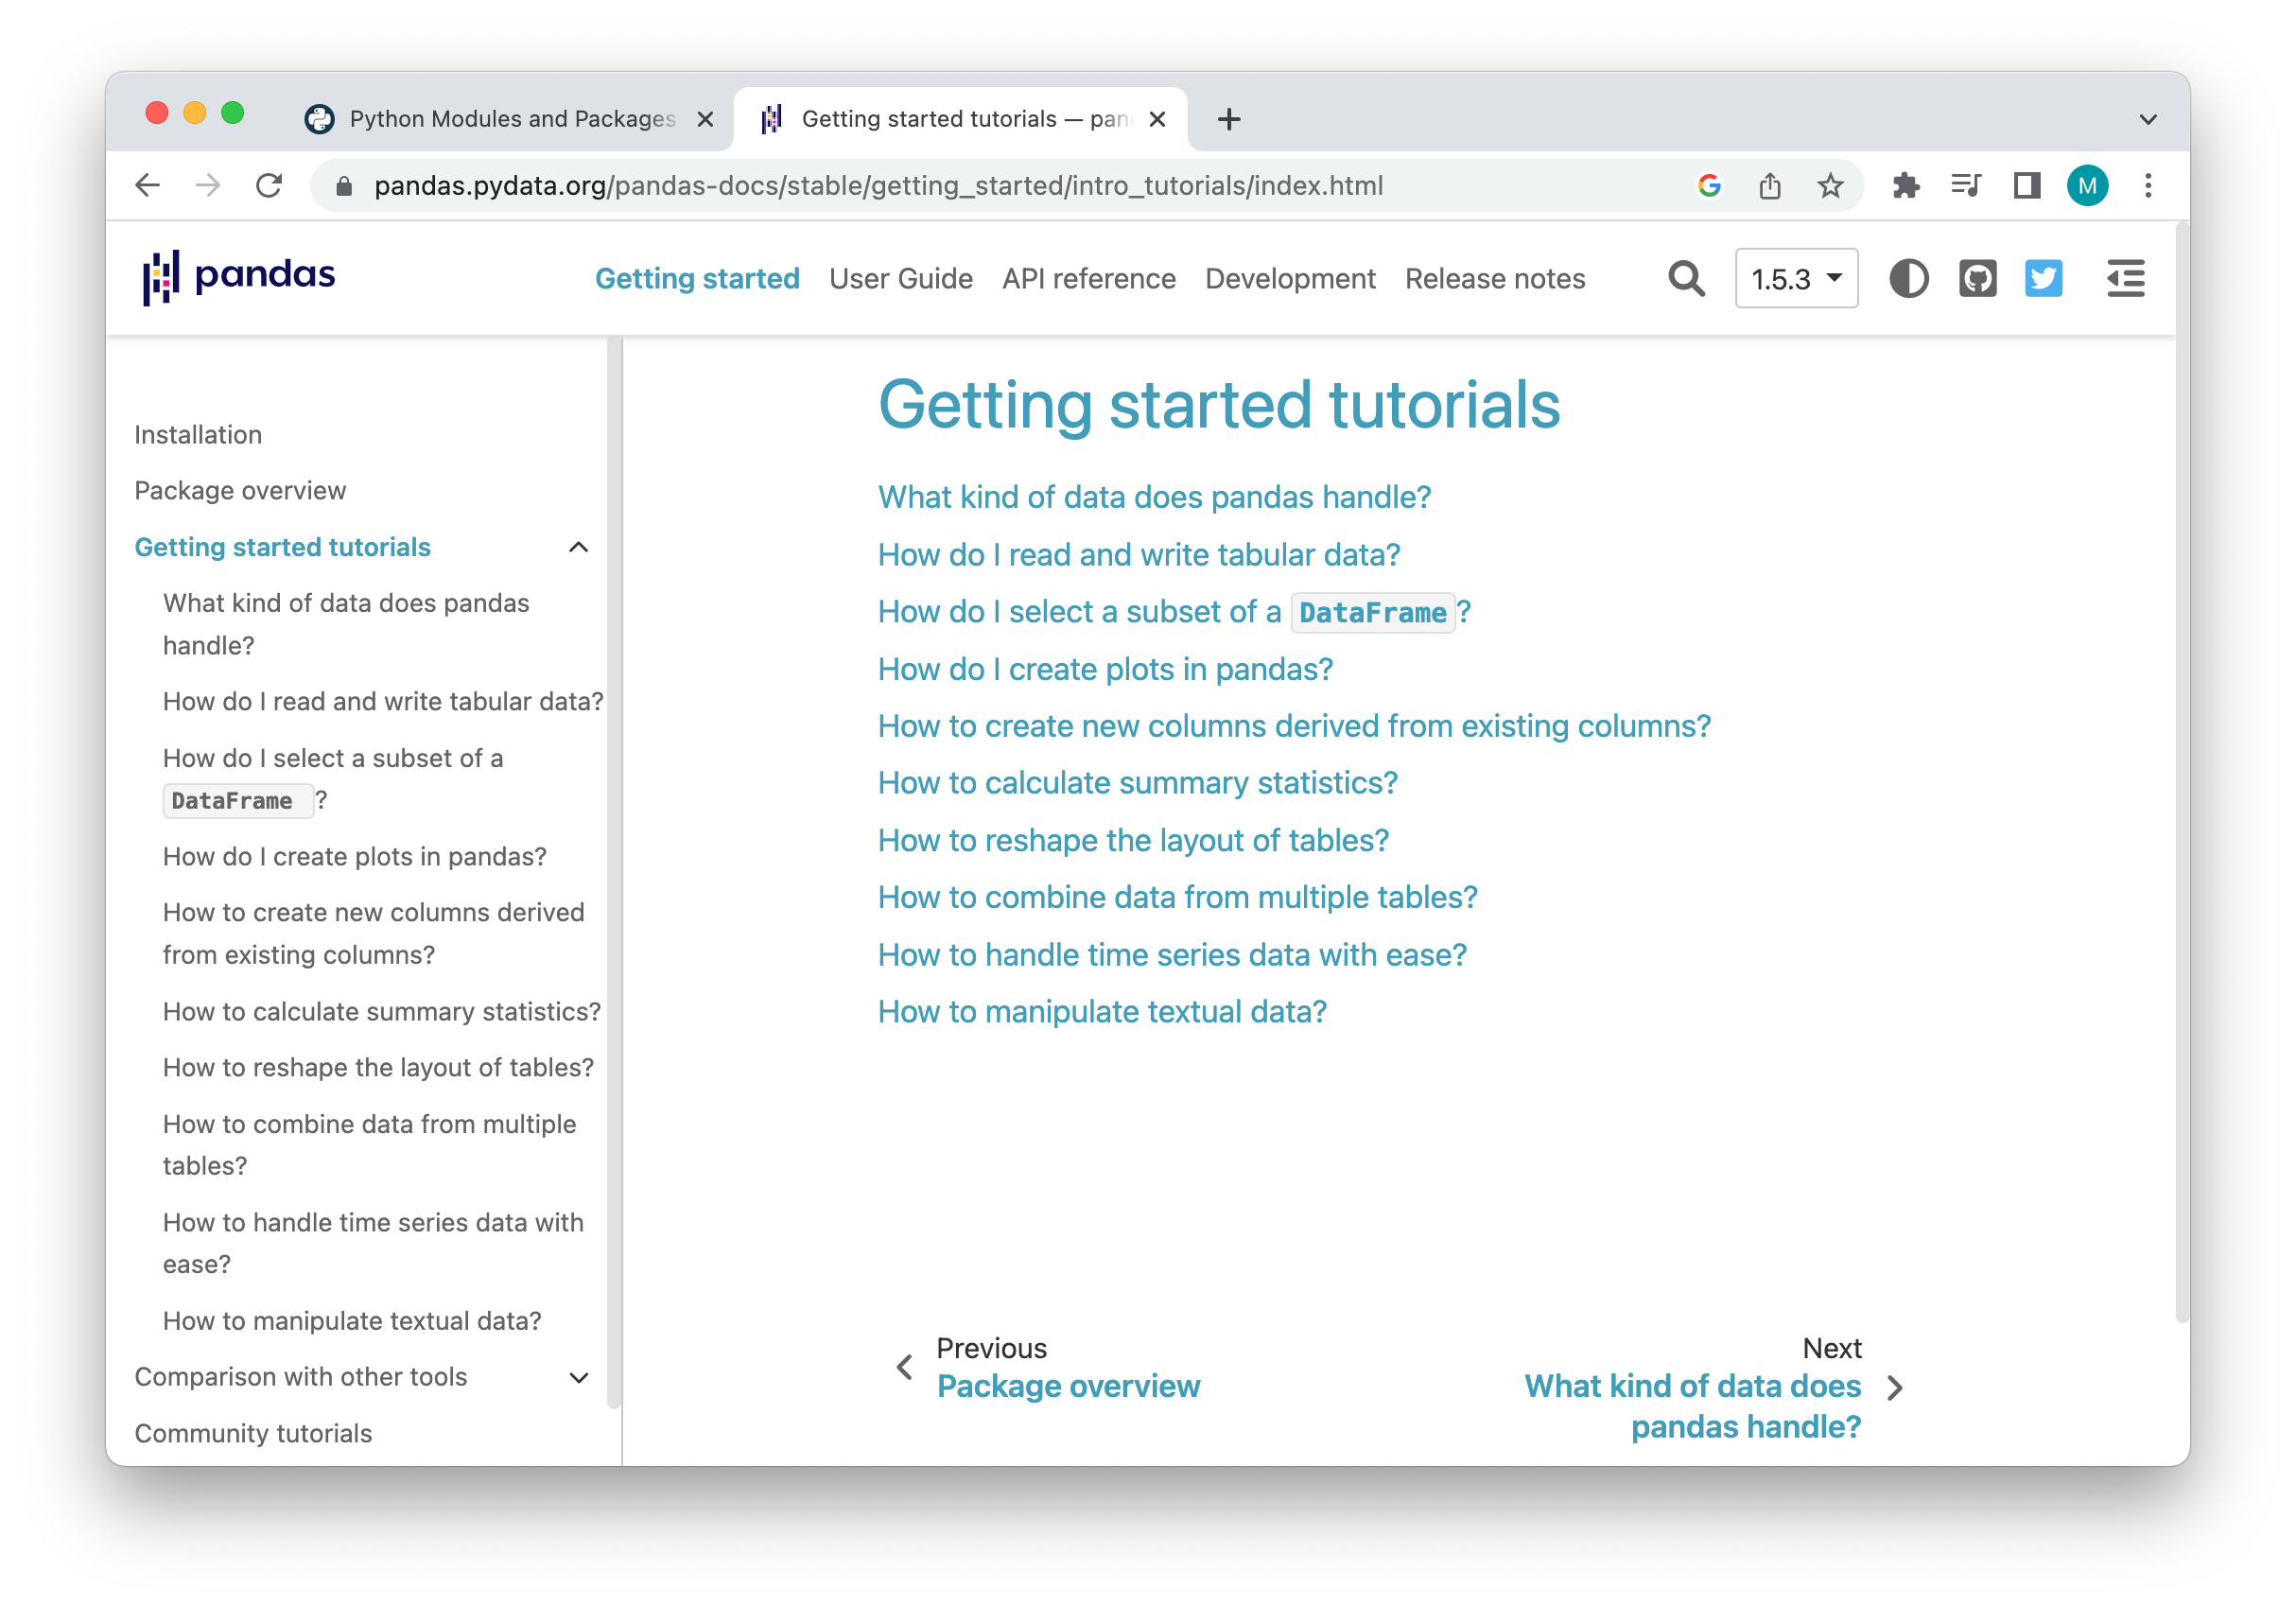 Python Modules and Packages
Getting started tutorials — pan
pandas.pydata.org/pandas-docs/stable/getting_started/intro_tutorials/index.html
M
pandas
Getting started
User Guide
API reference
Development
Release notes
1.5.3
Installation
Package overview
Getting started tutorials
What kind of data does pandas
handle?
How do I read and write tabular data?
How do I select a subset of a
DataFrame ?
How do I create plots in pandas?
How to create new columns derived
from existing columns?
How to calculate summary statistics?
How to reshape the layout of tables?
How to combine data from multiple
tables?
How to handle time series data with
ease?
How to manipulate textual data?
Comparison with other tools
Community tutorials
Getting started tutorials
What kind of data does pandas handle?
How do I read and write tabular data?
How do I select a subset of a DataFrame?
How do I create plots in pandas?
How to create new columns derived from existing columns?
How to calculate summary statistics?
How to reshape the layout of tables?
How to combine data from multiple tables?
How to handle time series data with ease?
How to manipulate textual data?
Previous
Package overview
Next
What kind of data does
pandas handle?